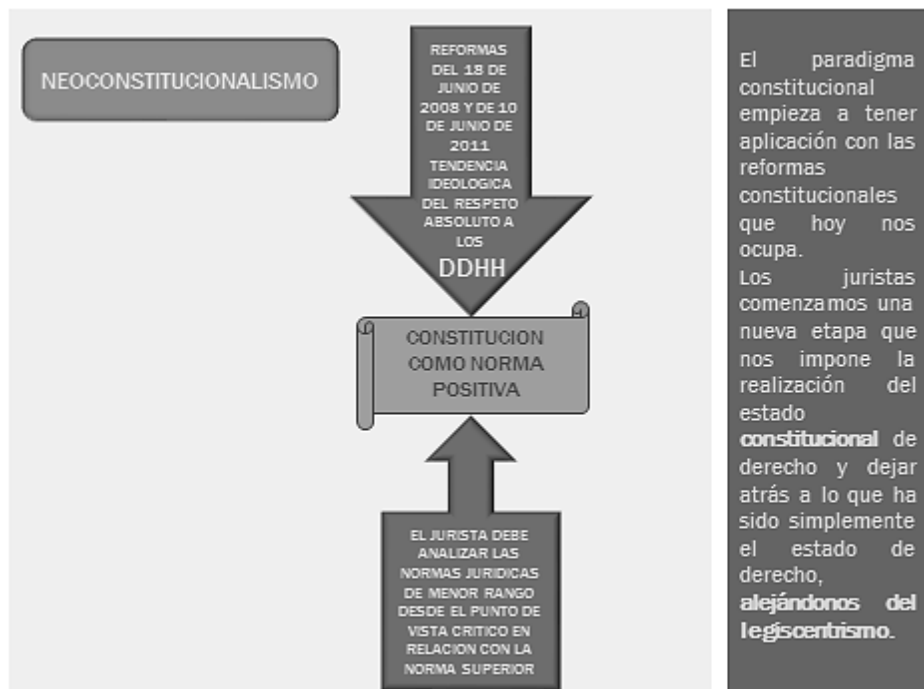 NEOCONSTITUCIONALISMO
REFORMAS
DEL 18 DE
JUNIO DE
2008 Y DE 10
DE JUNIO DE
2011
TENDENCIA
IDEOLOGICA
DEL RESPETO
ABSOLUTO A
LOS
DDHH
CONSTITUCION
COMO NORMA
POSITIVA
EL JURISTA DEBE
ANALIZAR LAS
NORMAS JURIDICAS
DE MENOR RANGO
DESDE EL PUNTO DE
VISTA CRITICO EN
RELACION CON LA
NORMA SUPERIOR
El paradigma
constitucional
empieza a tener
aplicación con las
reformas
constitucionales
que hoy nos
ocupa.
Los juristas
comenzamos una
nueva etapa que
nos impone la
realización del
estado
constitucional de
derecho y dejar
atrás a lo que ha
sido simplemente
el estado de
derecho,
alejándonos del
legiscentrismo.